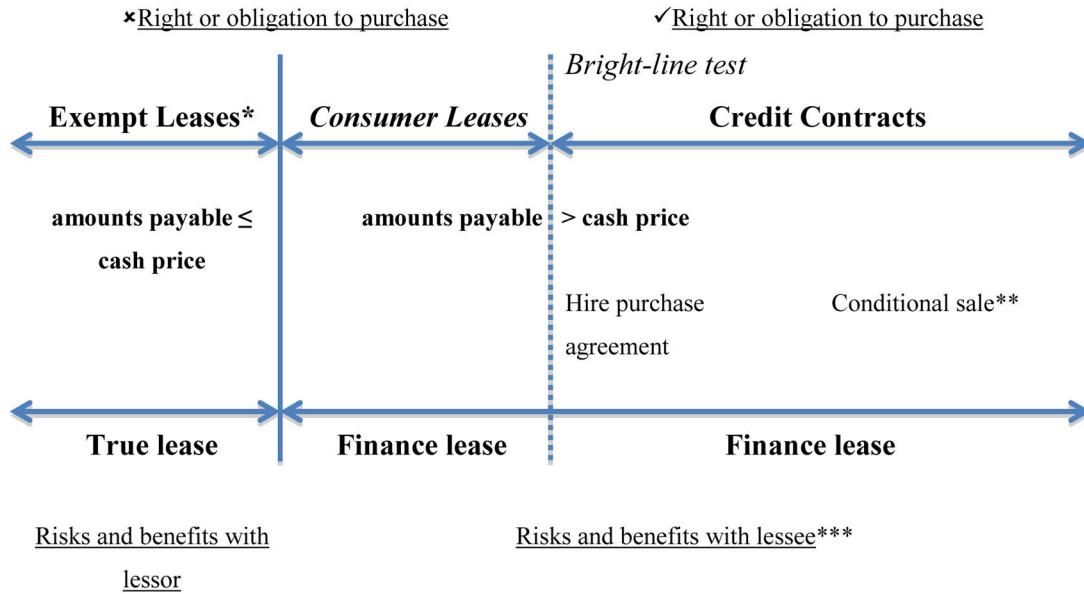 ✘Right or obligation to purchase
✓Right or obligation to purchase
Bright-line test
Exempt Leases*
Consumer Leases
Credit Contracts
amounts payable ≤
cash price
amounts payable > cash price
Hire purchase
agreement
Conditional sale**
True lease
Finance lease
Finance lease
Risks and benefits with
lessor
Risks and benefits with lessee***